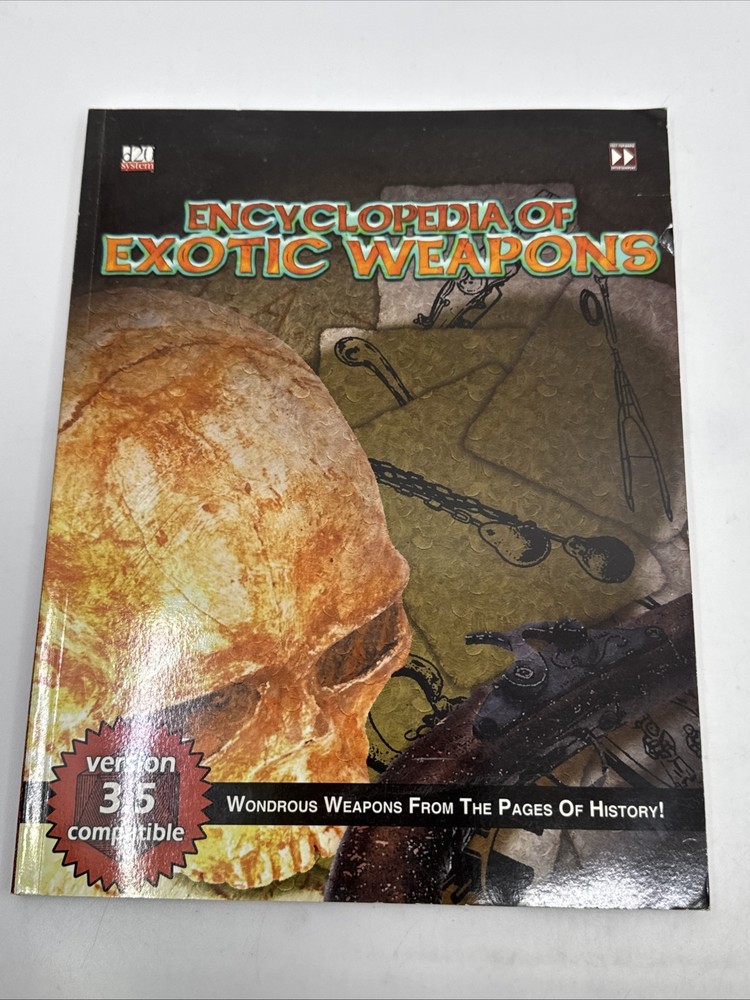 d20
system
ENCYCLOPEDIA OF
EXOTIC WEAPONS
version
3.5
compatible
WONDROUS WEAPONS FROM THE PAGES OF HISTORY!